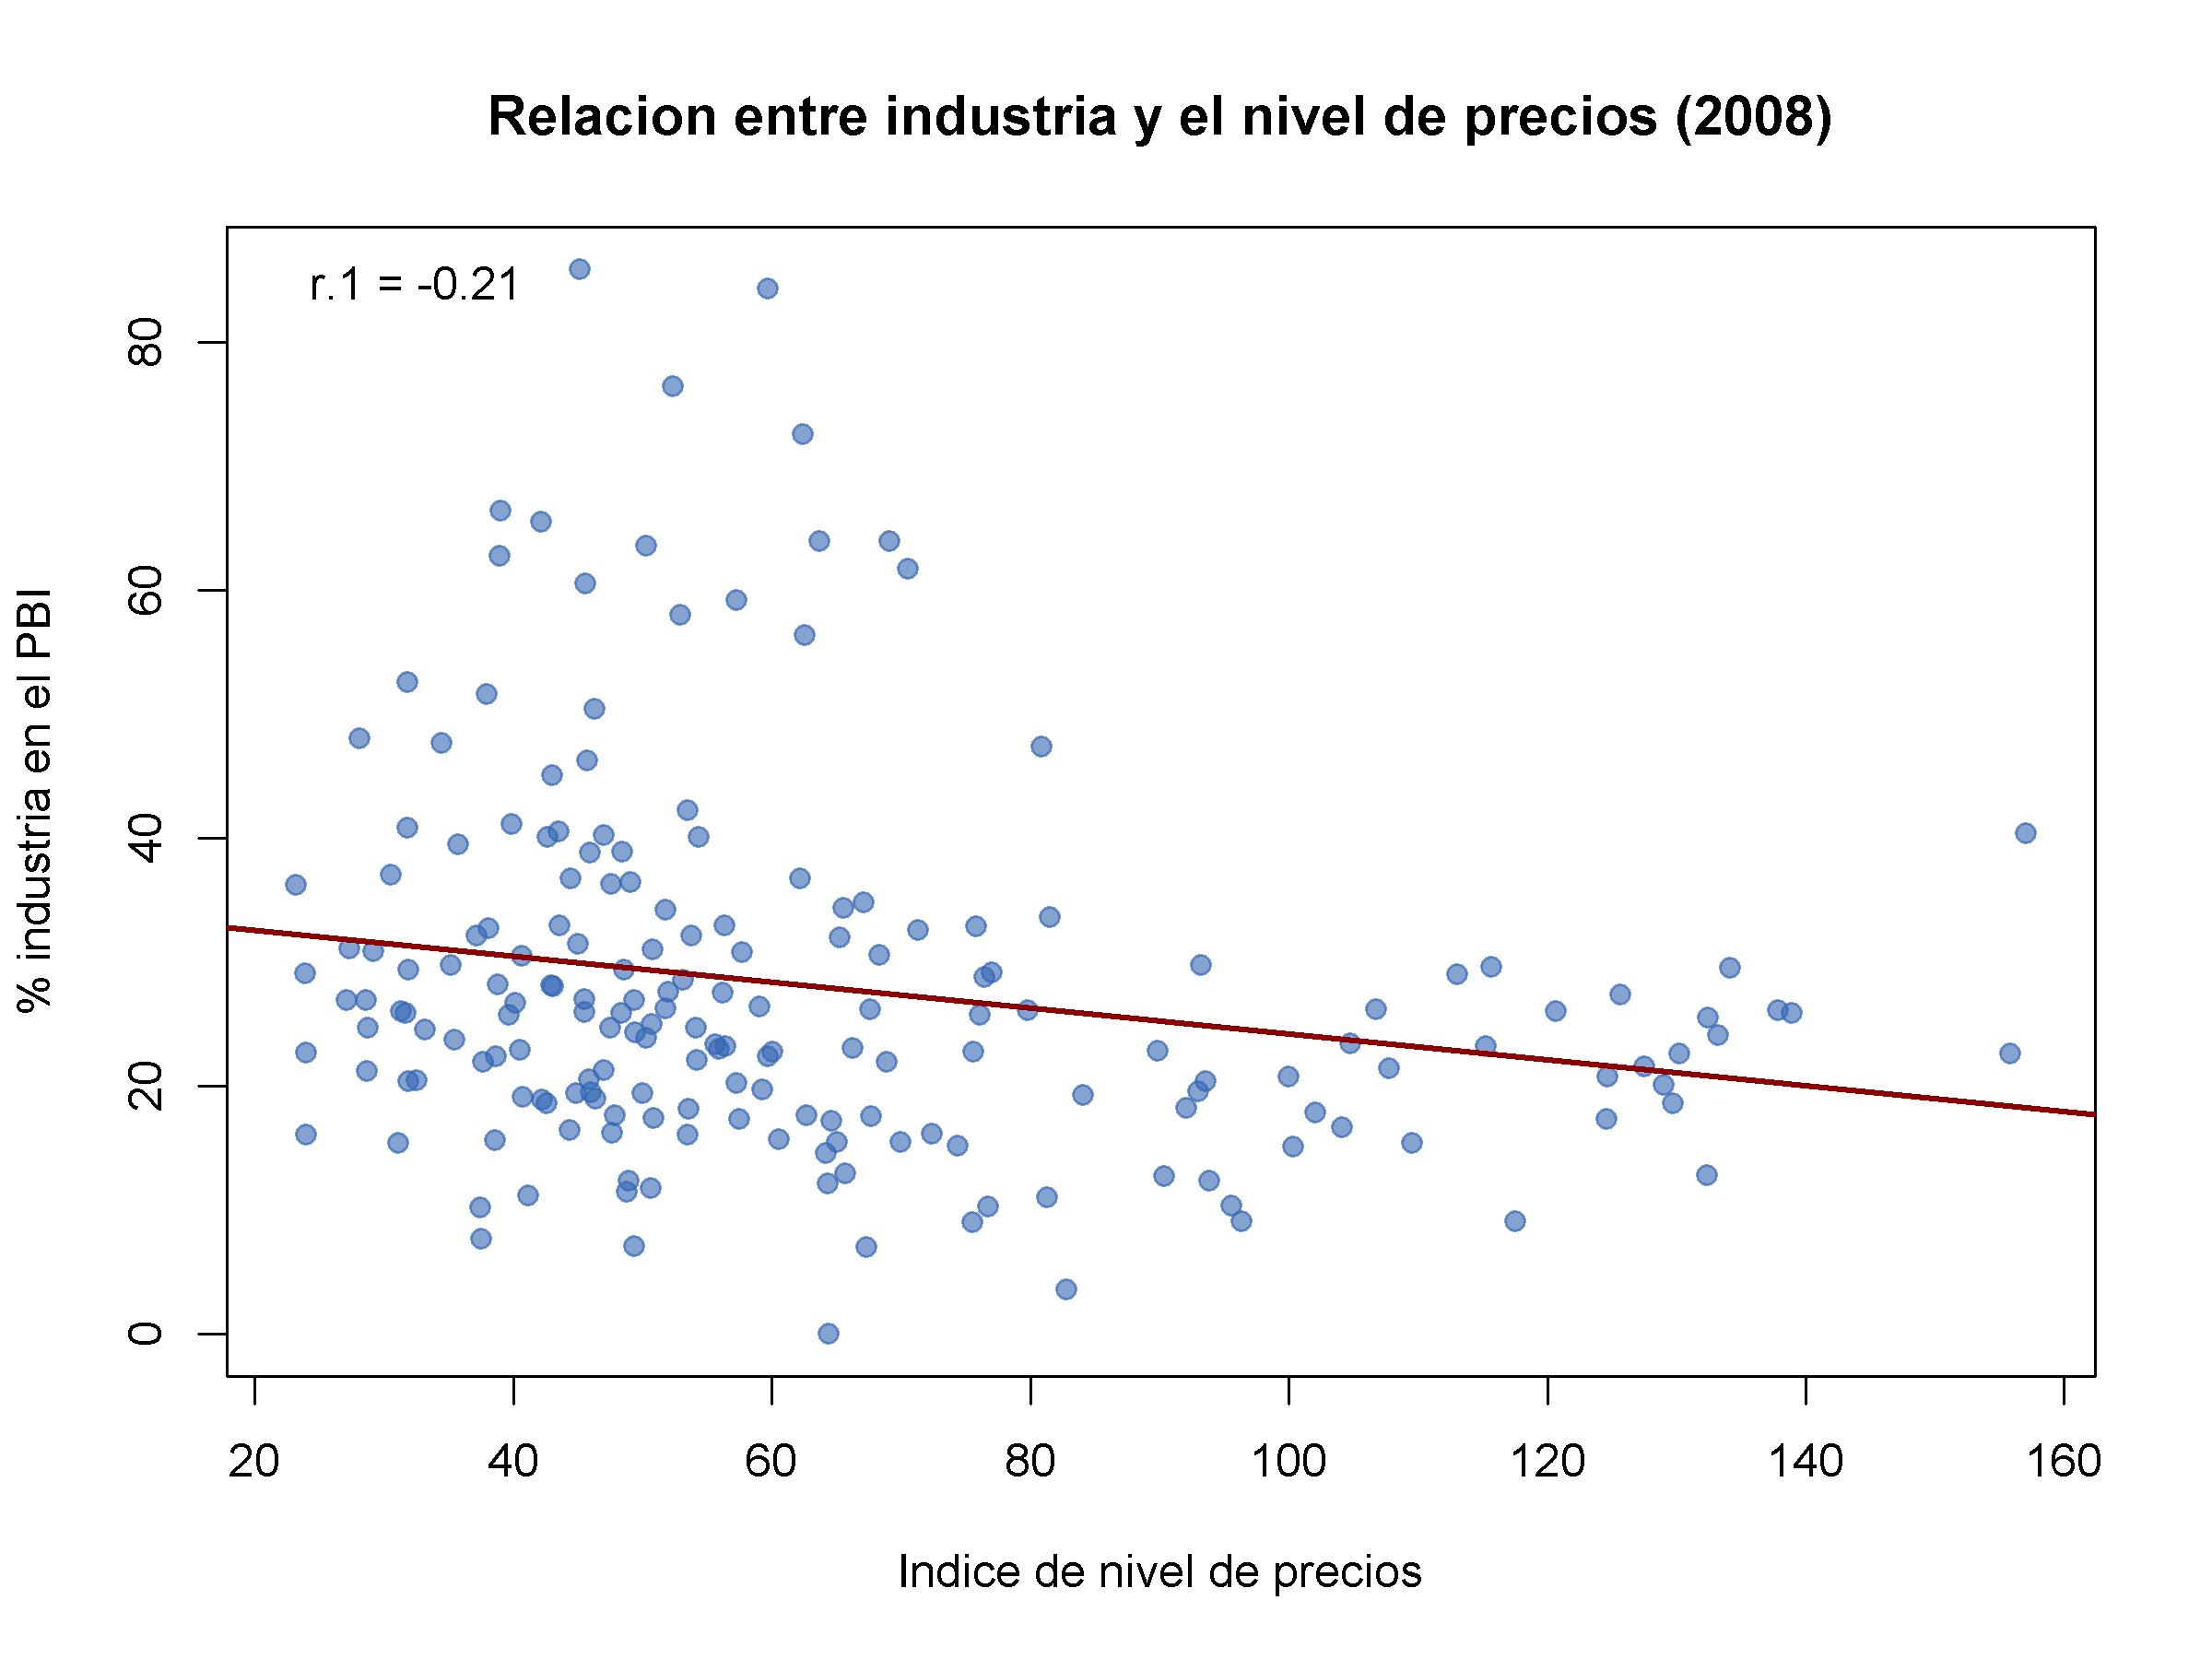 Relacion entre industria y el nivel de precios (2008)
r.1 = -0.21
% industria en el PBI
80
60
40
20
0
20 40 60 80 100 120 140 160
Indice de nivel de precios